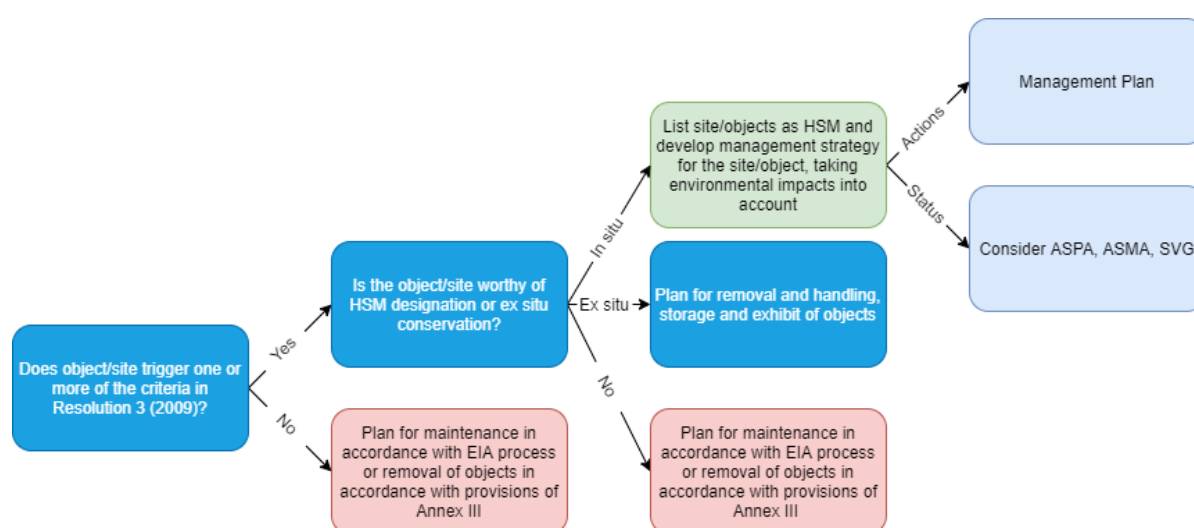 Does object/site trigger one or
more of the criteria in
Resolution 3 (2009)?
Yes
No
Is the object/site worthy of
HSM designation or ex situ
conservation?
Plan for maintenance in
accordance with EIA process
or removal of objects in
accordance with provisions of
Annex III
In situ
Ex situ
No
List site/objects as HSM and
develop management strategy
for the site/object, taking
environmental impacts into
account
Plan for removal and handling,
storage and exhibit of objects
Plan for maintenance in
accordance with EIA process
or removal of objects in
accordance with provisions of
Annex III
Actions
Status
Management Plan
Consider ASPA, ASMA, SVG